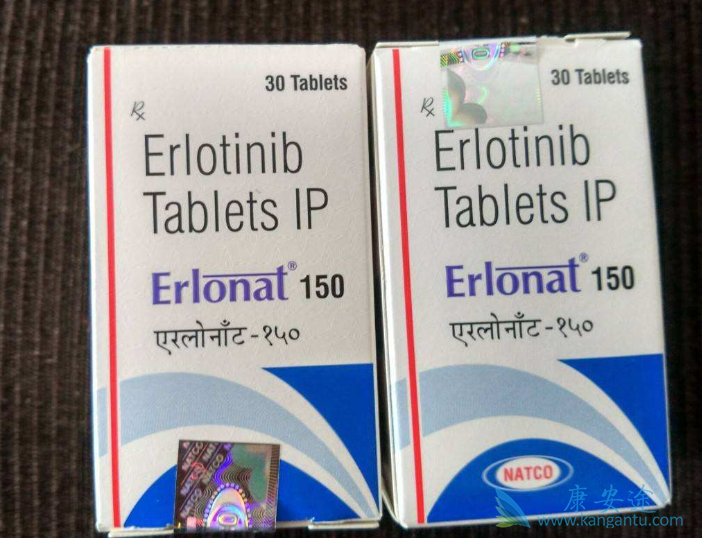 30 Tablets
Rx
Erlotinib
Tablets IP
Erlonat® 150
एरलोनाँट-१५०
NATCO
30 Tablets
Rx
Erlotinib
Tablets IP
Erlonat® 150
एरलोनाँट-१५०
NATCO
康安途
www.kangantu.com